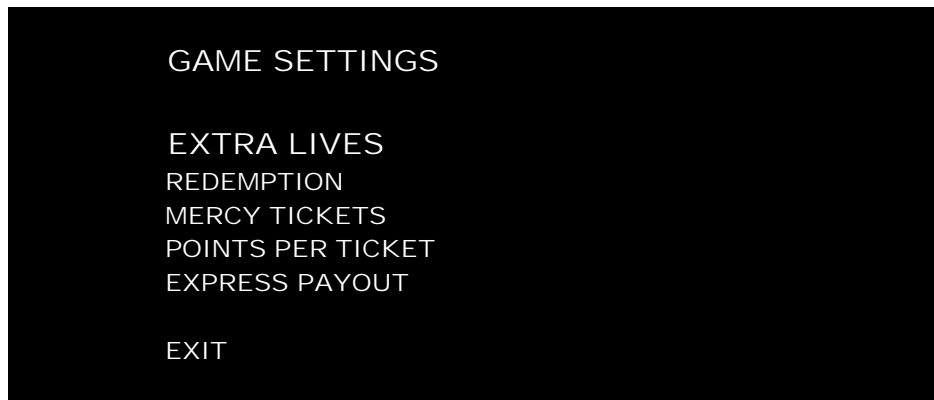 GAME SETTINGS
EXTRA LIVES
REDEMPTION
MERCY TICKETS
POINTS PER TICKET
EXPRESS PAYOUT
EXIT